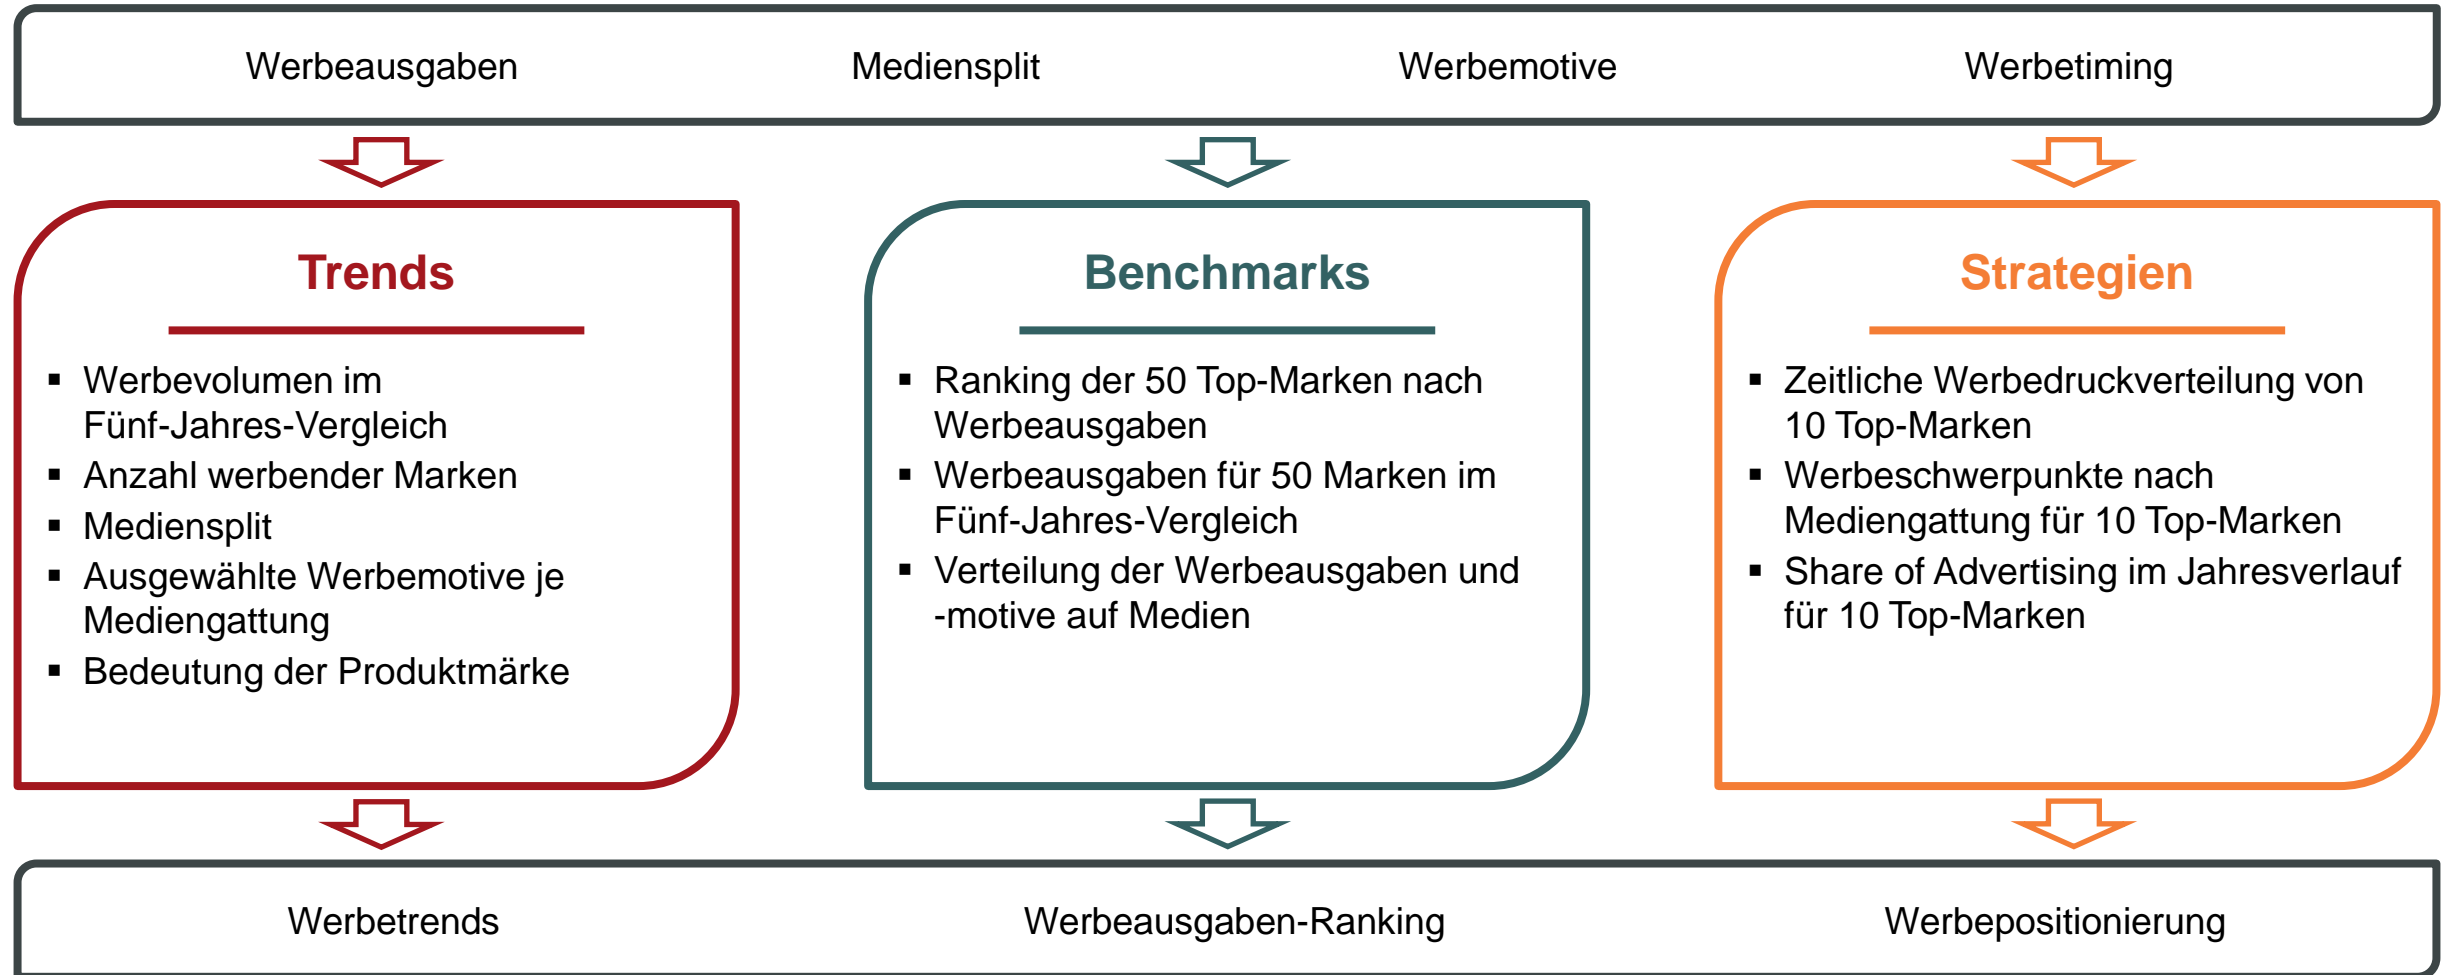 Werbeausgaben
Mediensplit
Werbemotive
Werbetiming
Trends
▪ Werbevolumen im
Fünf-Jahres-Vergleich
▪ Anzahl werbender Marken
▪ Mediensplit
▪ Ausgewählte Werbemotive je
Mediengattung
▪ Bedeutung der Produktmärke
Benchmarks
▪ Ranking der 50 Top-Marken nach
Werbeausgaben
▪ Werbeausgaben für 50 Marken im
Fünf-Jahres-Vergleich
▪ Verteilung der Werbeausgaben und
-motive auf Medien
Strategien
▪ Zeitliche Werbedruckverteilung von
10 Top-Marken
▪ Werbeschwerpunkte nach
Mediengattung für 10 Top-Marken
▪ Share of Advertising im Jahresverlauf
für 10 Top-Marken
Werbetrends
Werbeausgaben-Ranking
Werbepositionierung